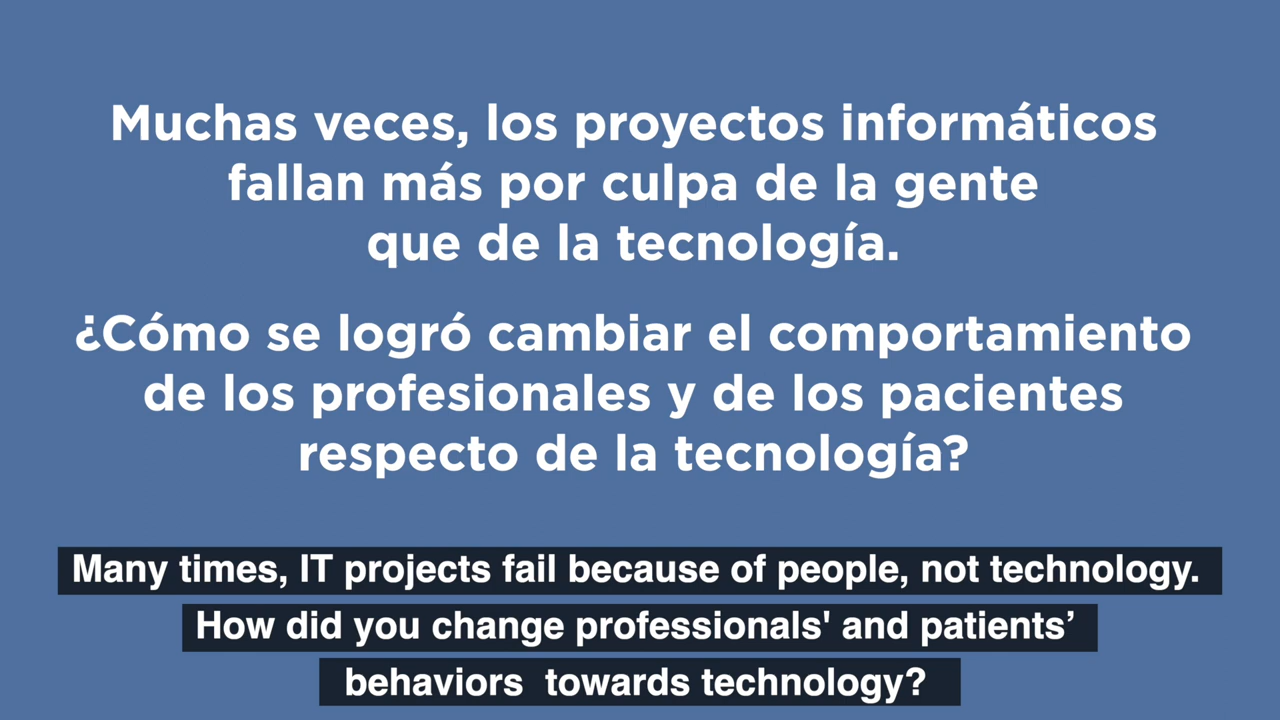 Muchas veces, los proyectos informáticos
fallan más por culpa de la gente
que de la tecnología.
¿Cómo se logró cambiar el comportamiento
de los profesionales y de los pacientes
respecto de la tecnología?
Many times, IT projects fail because of people, not technology.
How did you change professionals' and patients’
behaviors  towards technology?